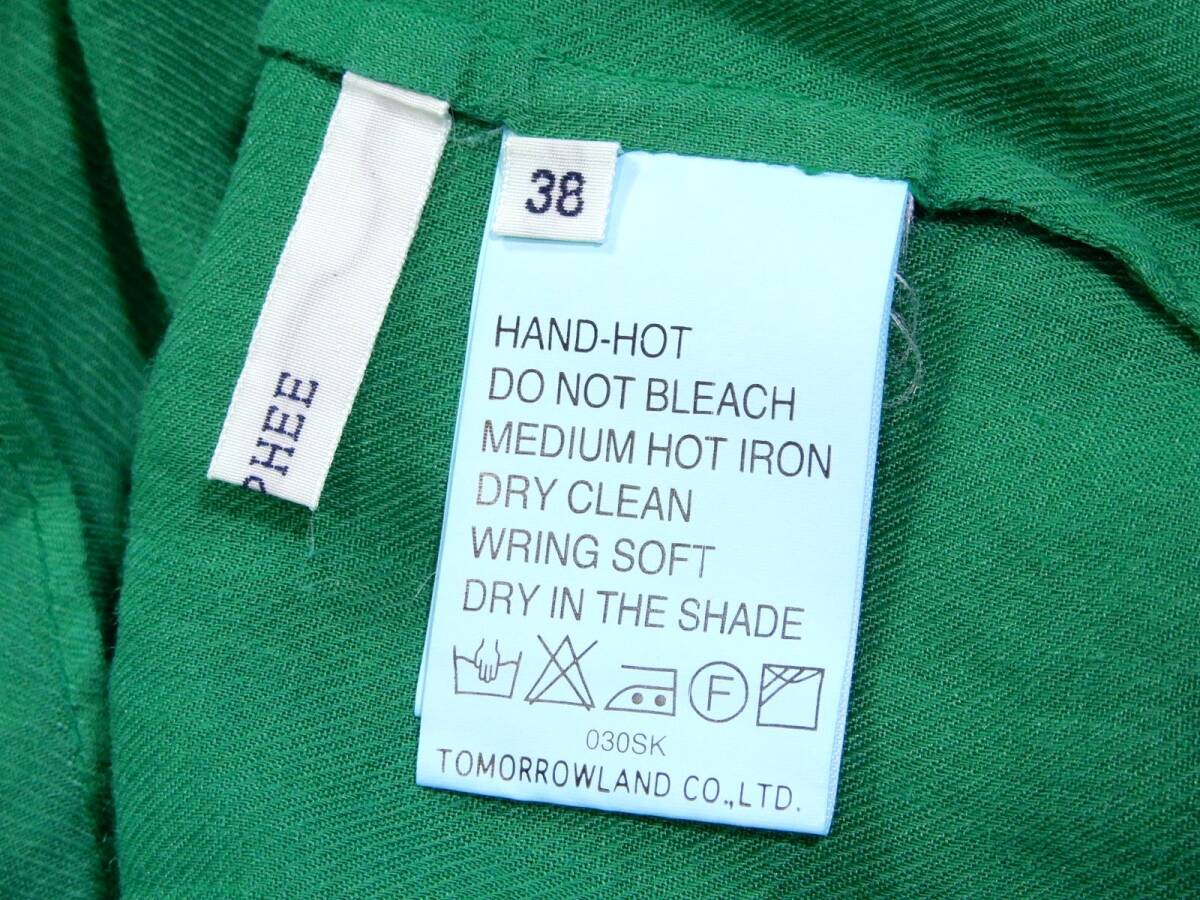 PHEE
38
HAND-HOT
DO NOT BLEACH
MEDIUM HOT IRON
DRY CLEAN
WRING SOFT
DRY IN THE SHADE
F
030SK
TOMORROWLAND CO.,LTD.